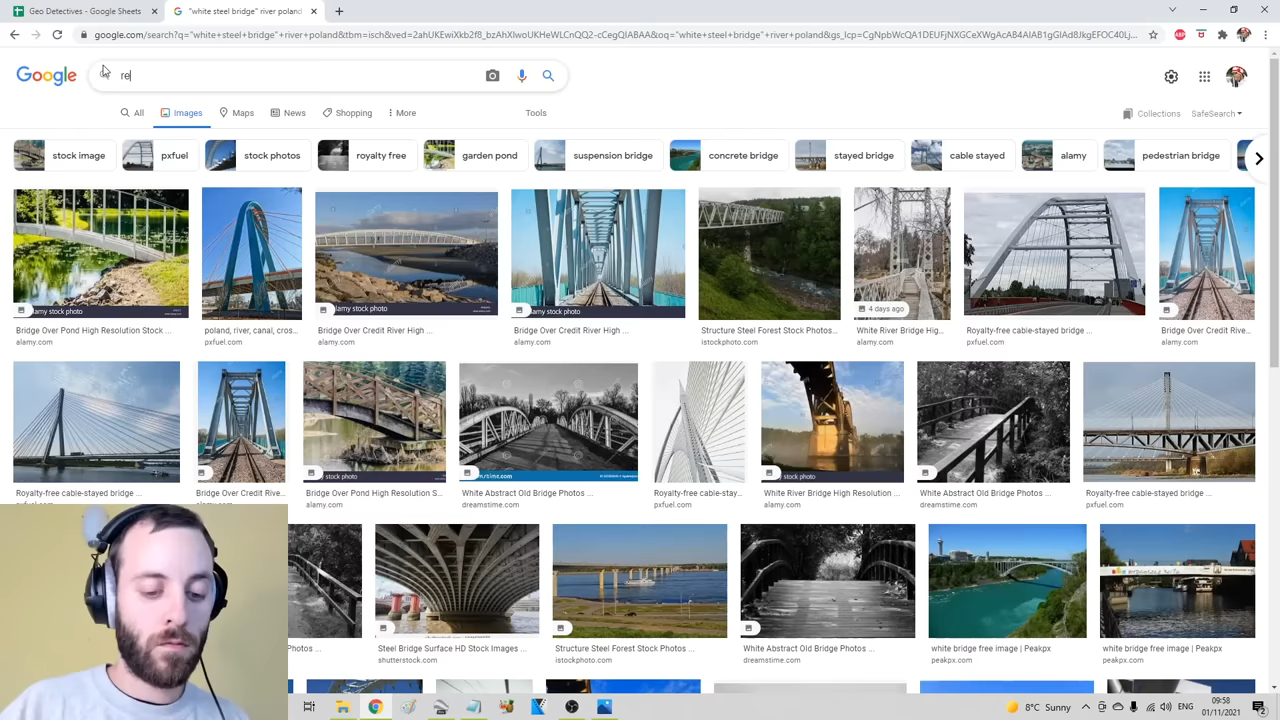 Geo Detectives - Google Sheets
"white steel bridge" river poland
google.com/search?q="white+steel+bridge"+river+poland&tbm=isch&ved=2ahUKEwiXkb2f8_bzAhXIwoUKHeWLCnQQ2-cCegQIABAA&oq="white+steel+bridge"+river+poland&gs_lcp=CgNpbWcQA1DEUFjNXGCeXWgAcAB4AIAB1gGIAd8JkgEFOC40Lj...
Google
re
All Images Maps News Shopping More Tools
Collections SafeSearch
stock image pxfuel stock photos royalty free garden pond suspension bridge concrete bridge stayed bridge cable stayed alamy pedestrian bridge
alamy stock photo
4 days ago
Bridge Over Pond High Resolution Stock ... poland, river, canal, cros... Bridge Over Credit River High ... Bridge Over Credit River High ... Structure Steel Forest Stock Photos... White River Bridge Hig... Royalty-free cable-stayed bridge ... Bridge Over Credit Rive...
alamy.com pxfuel.com alamy.com alamy.com istockphoto.com alamy.com pxfuel.com alamy.com
stock photo
Royalty-free cable-stayed bridge ... Bridge Over Credit Rive... Bridge Over Pond High Resolution S... White Abstract Old Bridge Photos ... Royalty-free cable-stay... White River Bridge High Resolution ... White Abstract Old Bridge Photos ... Royalty-free cable-stayed bridge ...
alamy.com alamy.com dreamstime.com pxfuel.com alamy.com dreamstime.com pxfuel.com
Photos ... Steel Bridge Surface HD Stock Images ... Structure Steel Forest Stock Photos ... White Abstract Old Bridge Photos ... white bridge free image | Peakpx white bridge free image | Peakpx
shutterstock.com istockphoto.com dreamstime.com peakpx.com peakpx.com
8°C Sunny
ENG
09:58
01/11/2021
2